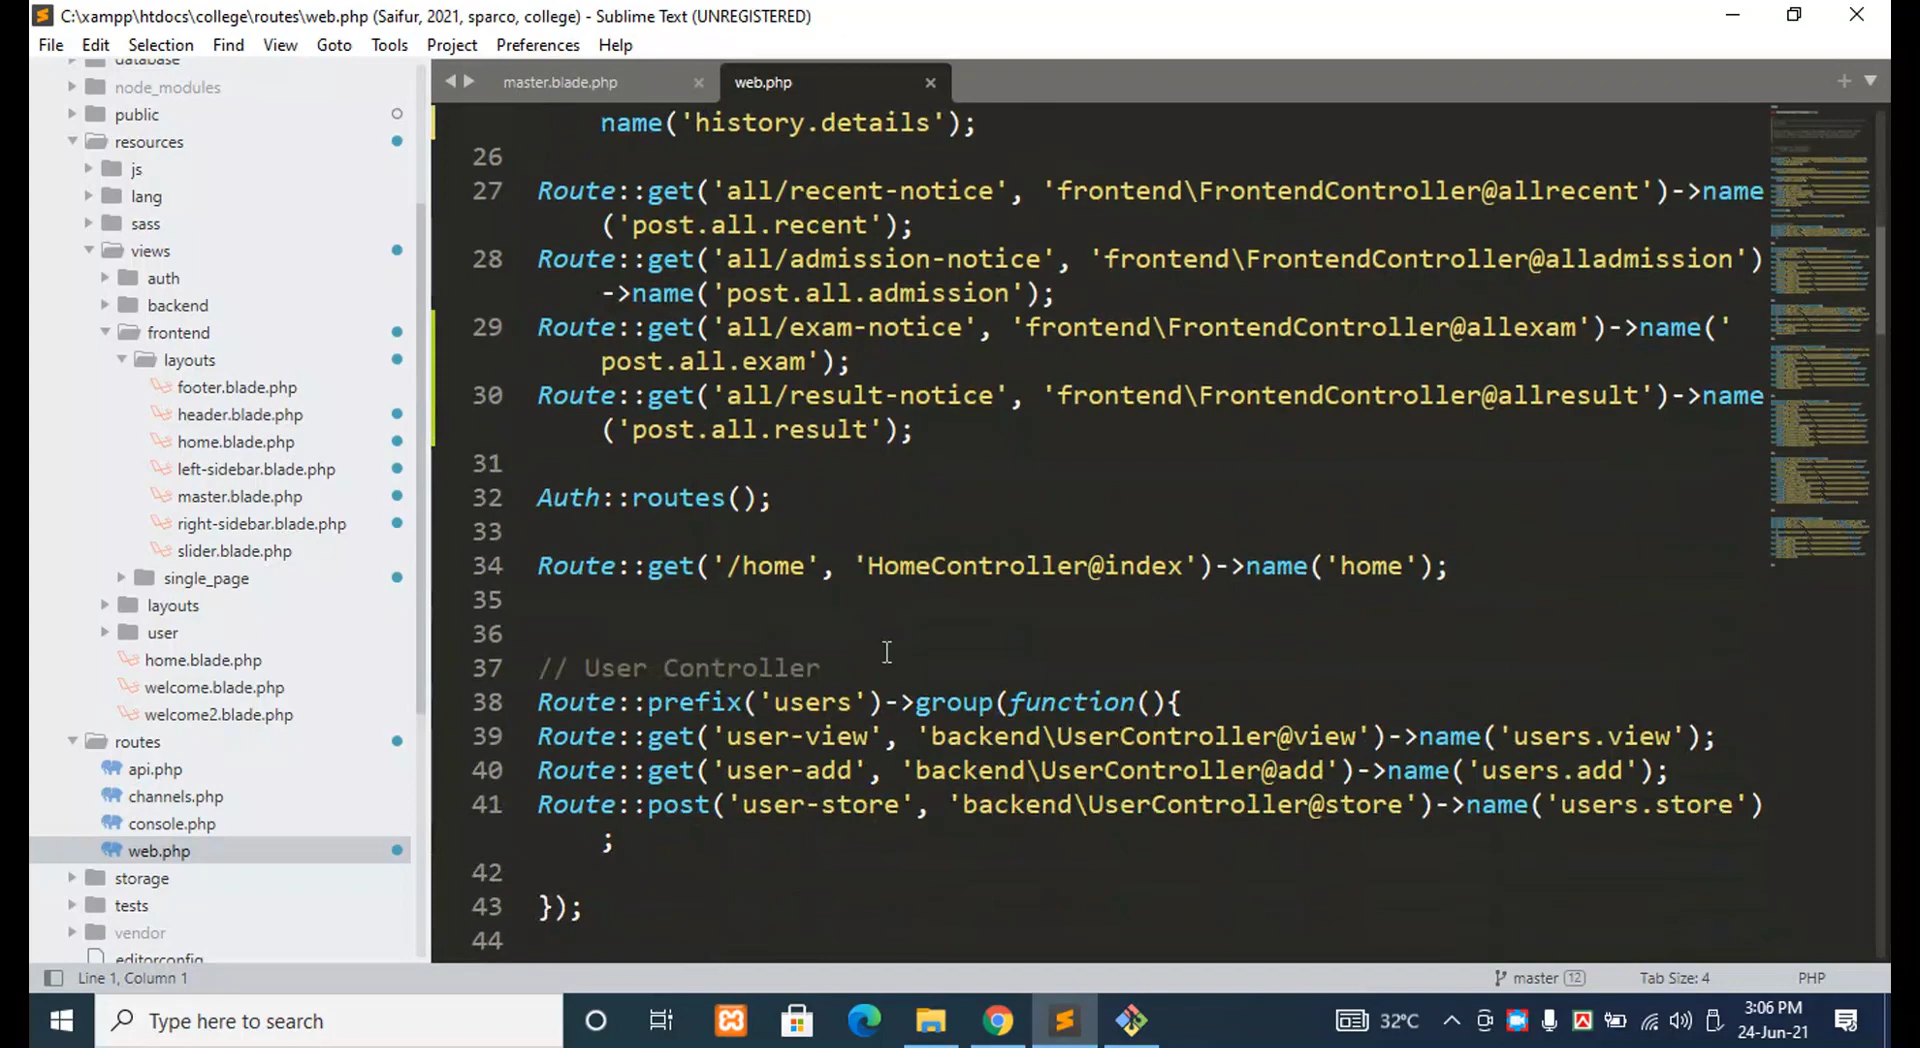 C:\xampp\htdocs\college\routes\web.php (Saifur, 2021, sparco, college) - Sublime Text (UNREGISTERED)
File Edit Selection Find View Goto Tools Project Preferences Help
database
node_modules
public
resources
js
lang
sass
views
auth
backend
frontend
layouts
footer.blade.php
header.blade.php
home.blade.php
left-sidebar.blade.php
master.blade.php
right-sidebar.blade.php
slider.blade.php
single_page
layouts
user
home.blade.php
welcome.blade.php
welcome2.blade.php
routes
api.php
channels.php
console.php
web.php
storage
tests
vendor
editorconfig
master.blade.php web.php
name('history.details');
26
27 Route::get('all/recent-notice', 'frontend\FrontendController@allrecent')->name
('post.all.recent');
28 Route::get('all/admission-notice', 'frontend\FrontendController@alladmission')
->name('post.all.admission');
29 Route::get('all/exam-notice', 'frontend\FrontendController@allexam')->name('
post.all.exam');
30 Route::get('all/result-notice', 'frontend\FrontendController@allresult')->name
('post.all.result');
31
32 Auth::routes();
33
34 Route::get('/home', 'HomeController@index')->name('home');
35
36
37 // User Controller
38 Route::prefix('users')->group(function(){
39 Route::get('user-view', 'backend\UserController@view')->name('users.view');
40 Route::get('user-add', 'backend\UserController@add')->name('users.add');
41 Route::post('user-store', 'backend\UserController@store')->name('users.store')
;
42
43 });
44
Line 1, Column 1 master 12 Tab Size: 4 PHP
Type here to search 32°C 3:06 PM
24-Jun-21